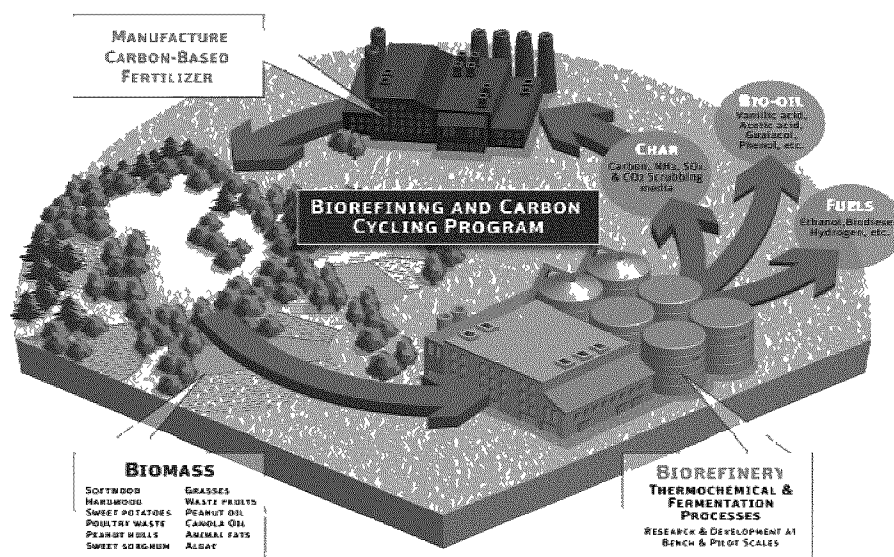 MANUFACTURE
CARBON-BASED
FERTILIZER
BIO-OIL
Vanillic acid,
Acetic acid,
Guaiacol,
Phenol, etc.
CHAR
Carbon, NH3, SOx
& CO2 Scrubbing
media
FUELS
Ethanol, Biodiesel
Hydrogen, etc.
BIOREFINING AND CARBON
CYCLING PROGRAM
BIOMASS
SOFTWOOD
HARDWOOD
SWEET POTATOES
POULTRY WASTE
PEANUT HULLS
SWEET SORGHUM
GRASSES
WASTE FRUITS
PEANUT OIL
CANOLA OIL
ANIMAL FATS
ALGAE
BIOREFINERY
THERMOCHEMICAL &
FERMENTATION
PROCESSES
RESEARCH & DEVELOPMENT AT
BENCH & PILOT SCALES